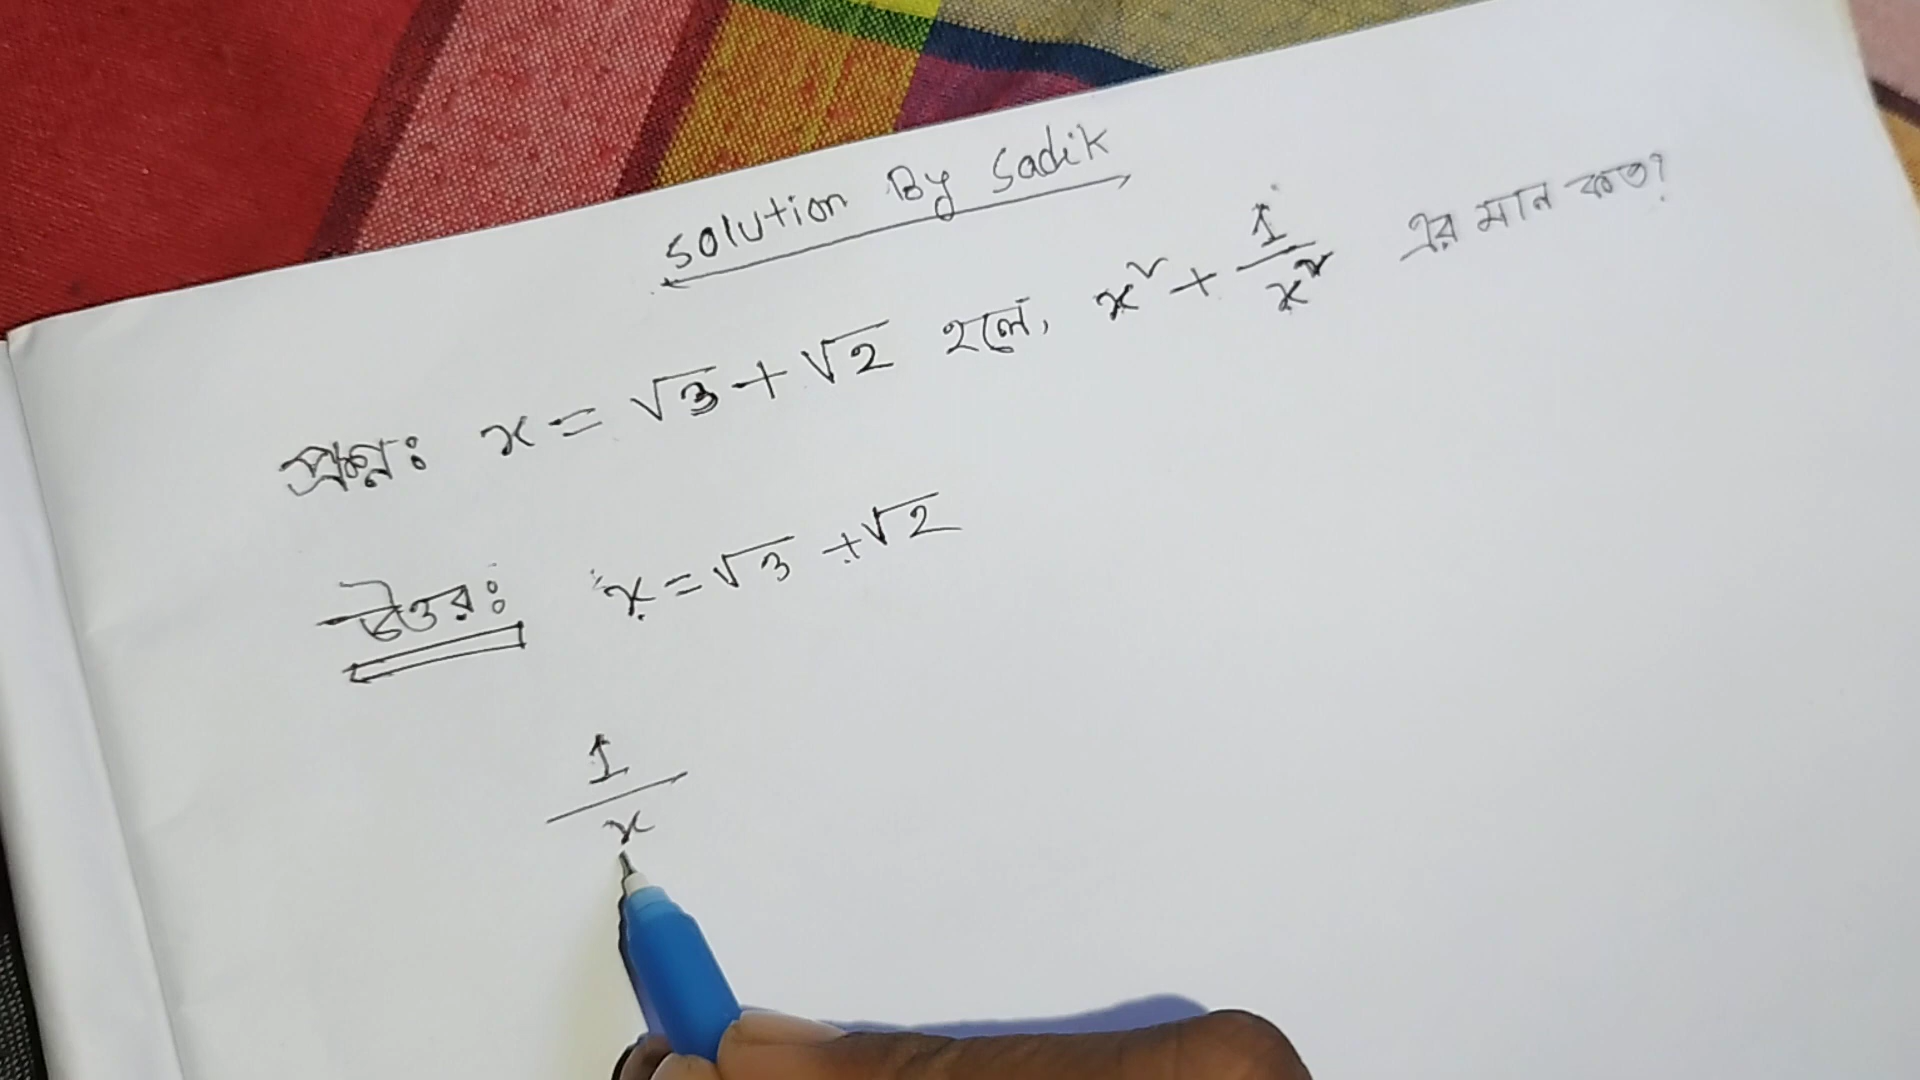 Solution By Sadik
প্রশ্নঃ x = √3 + √2 হলে, x² + 1/x² এর মান কত?
উত্তরঃ x = √3 + √2
1/x